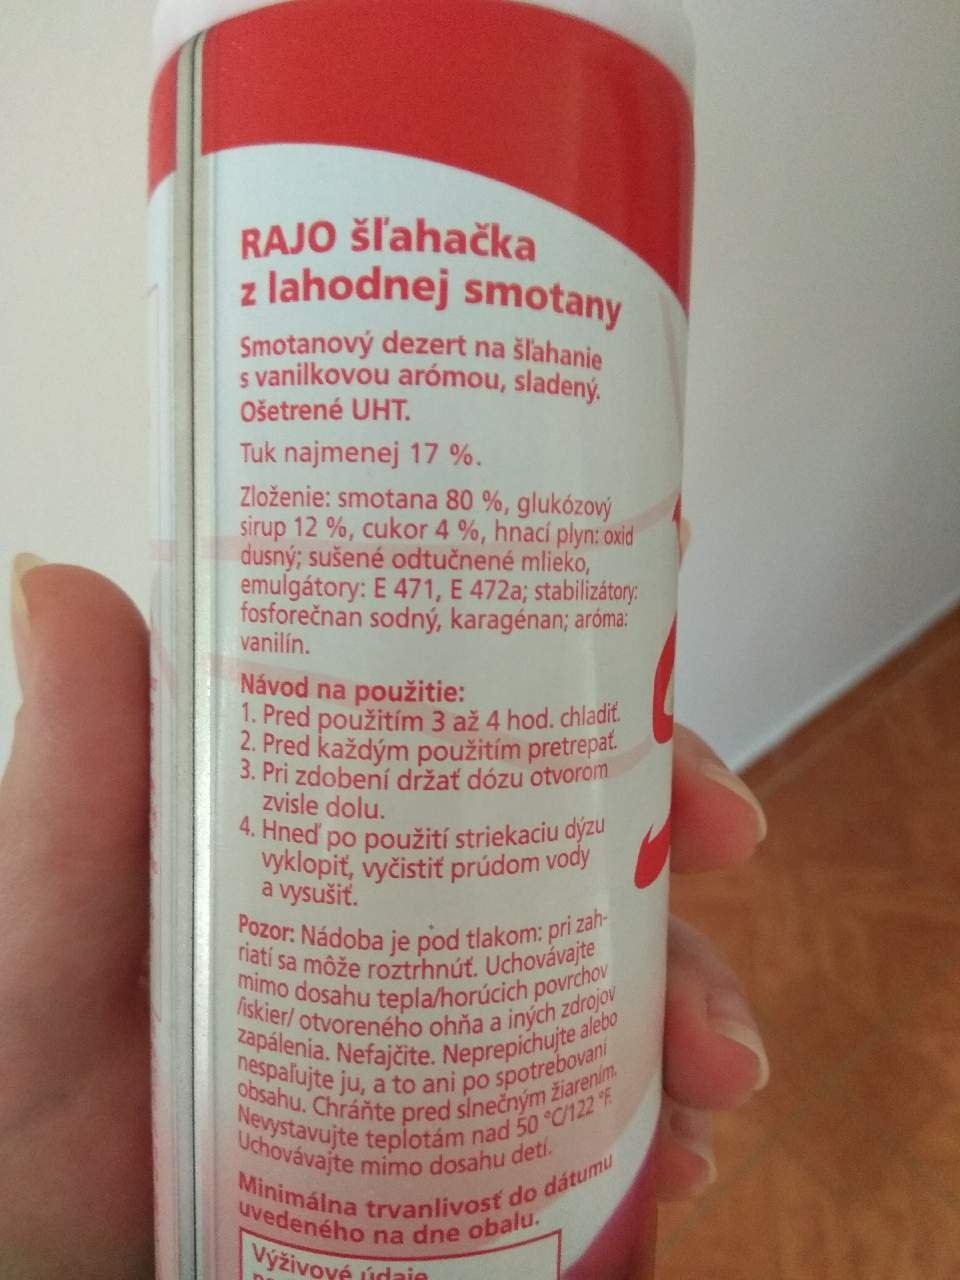 RAJO šľahačka
z lahodnej smotany
Smotanový dezert na šľahanie
s vanilkovou arómou, sladený.
Ošetrené UHT.
Tuk najmenej 17 %.
Zloženie: smotana 80 %, glukózový
sirup 12 %, cukor 4 %, hnací plyn: oxid
dusný; sušené odtučnené mlieko,
emulgátory: E 471, E 472a; stabilizátory:
fosforečnan sodný, karagénan; aróma:
vanilín.
Návod na použitie:
1. Pred použitím 3 až 4 hod. chladiť.
2. Pred každým použitím pretrepať.
3. Pri zdobení držať dózu otvorom
zvisle dolu.
4. Hneď po použití striekaciu dýzu
vyklopiť, vyčistiť prúdom vody
a vysušiť.
Pozor: Nádoba je pod tlakom: pri zah-
riatí sa môže roztrhnúť. Uchovávajte
mimo dosahu tepla/horúcich povrchov
/iskier/ otvoreného ohňa a iných zdrojov
zapálenia. Nefajčite. Neprepichujte alebo
nespaľujte ju, a to ani po spotrebovaní
obsahu. Chráňte pred slnečným žiarením.
Nevystavujte teplotám nad 50 °C/122 °F.
Uchovávajte mimo dosahu detí.
Minimálna trvanlivosť do dátumu
uvedeného na dne obalu.
Výživové údaje